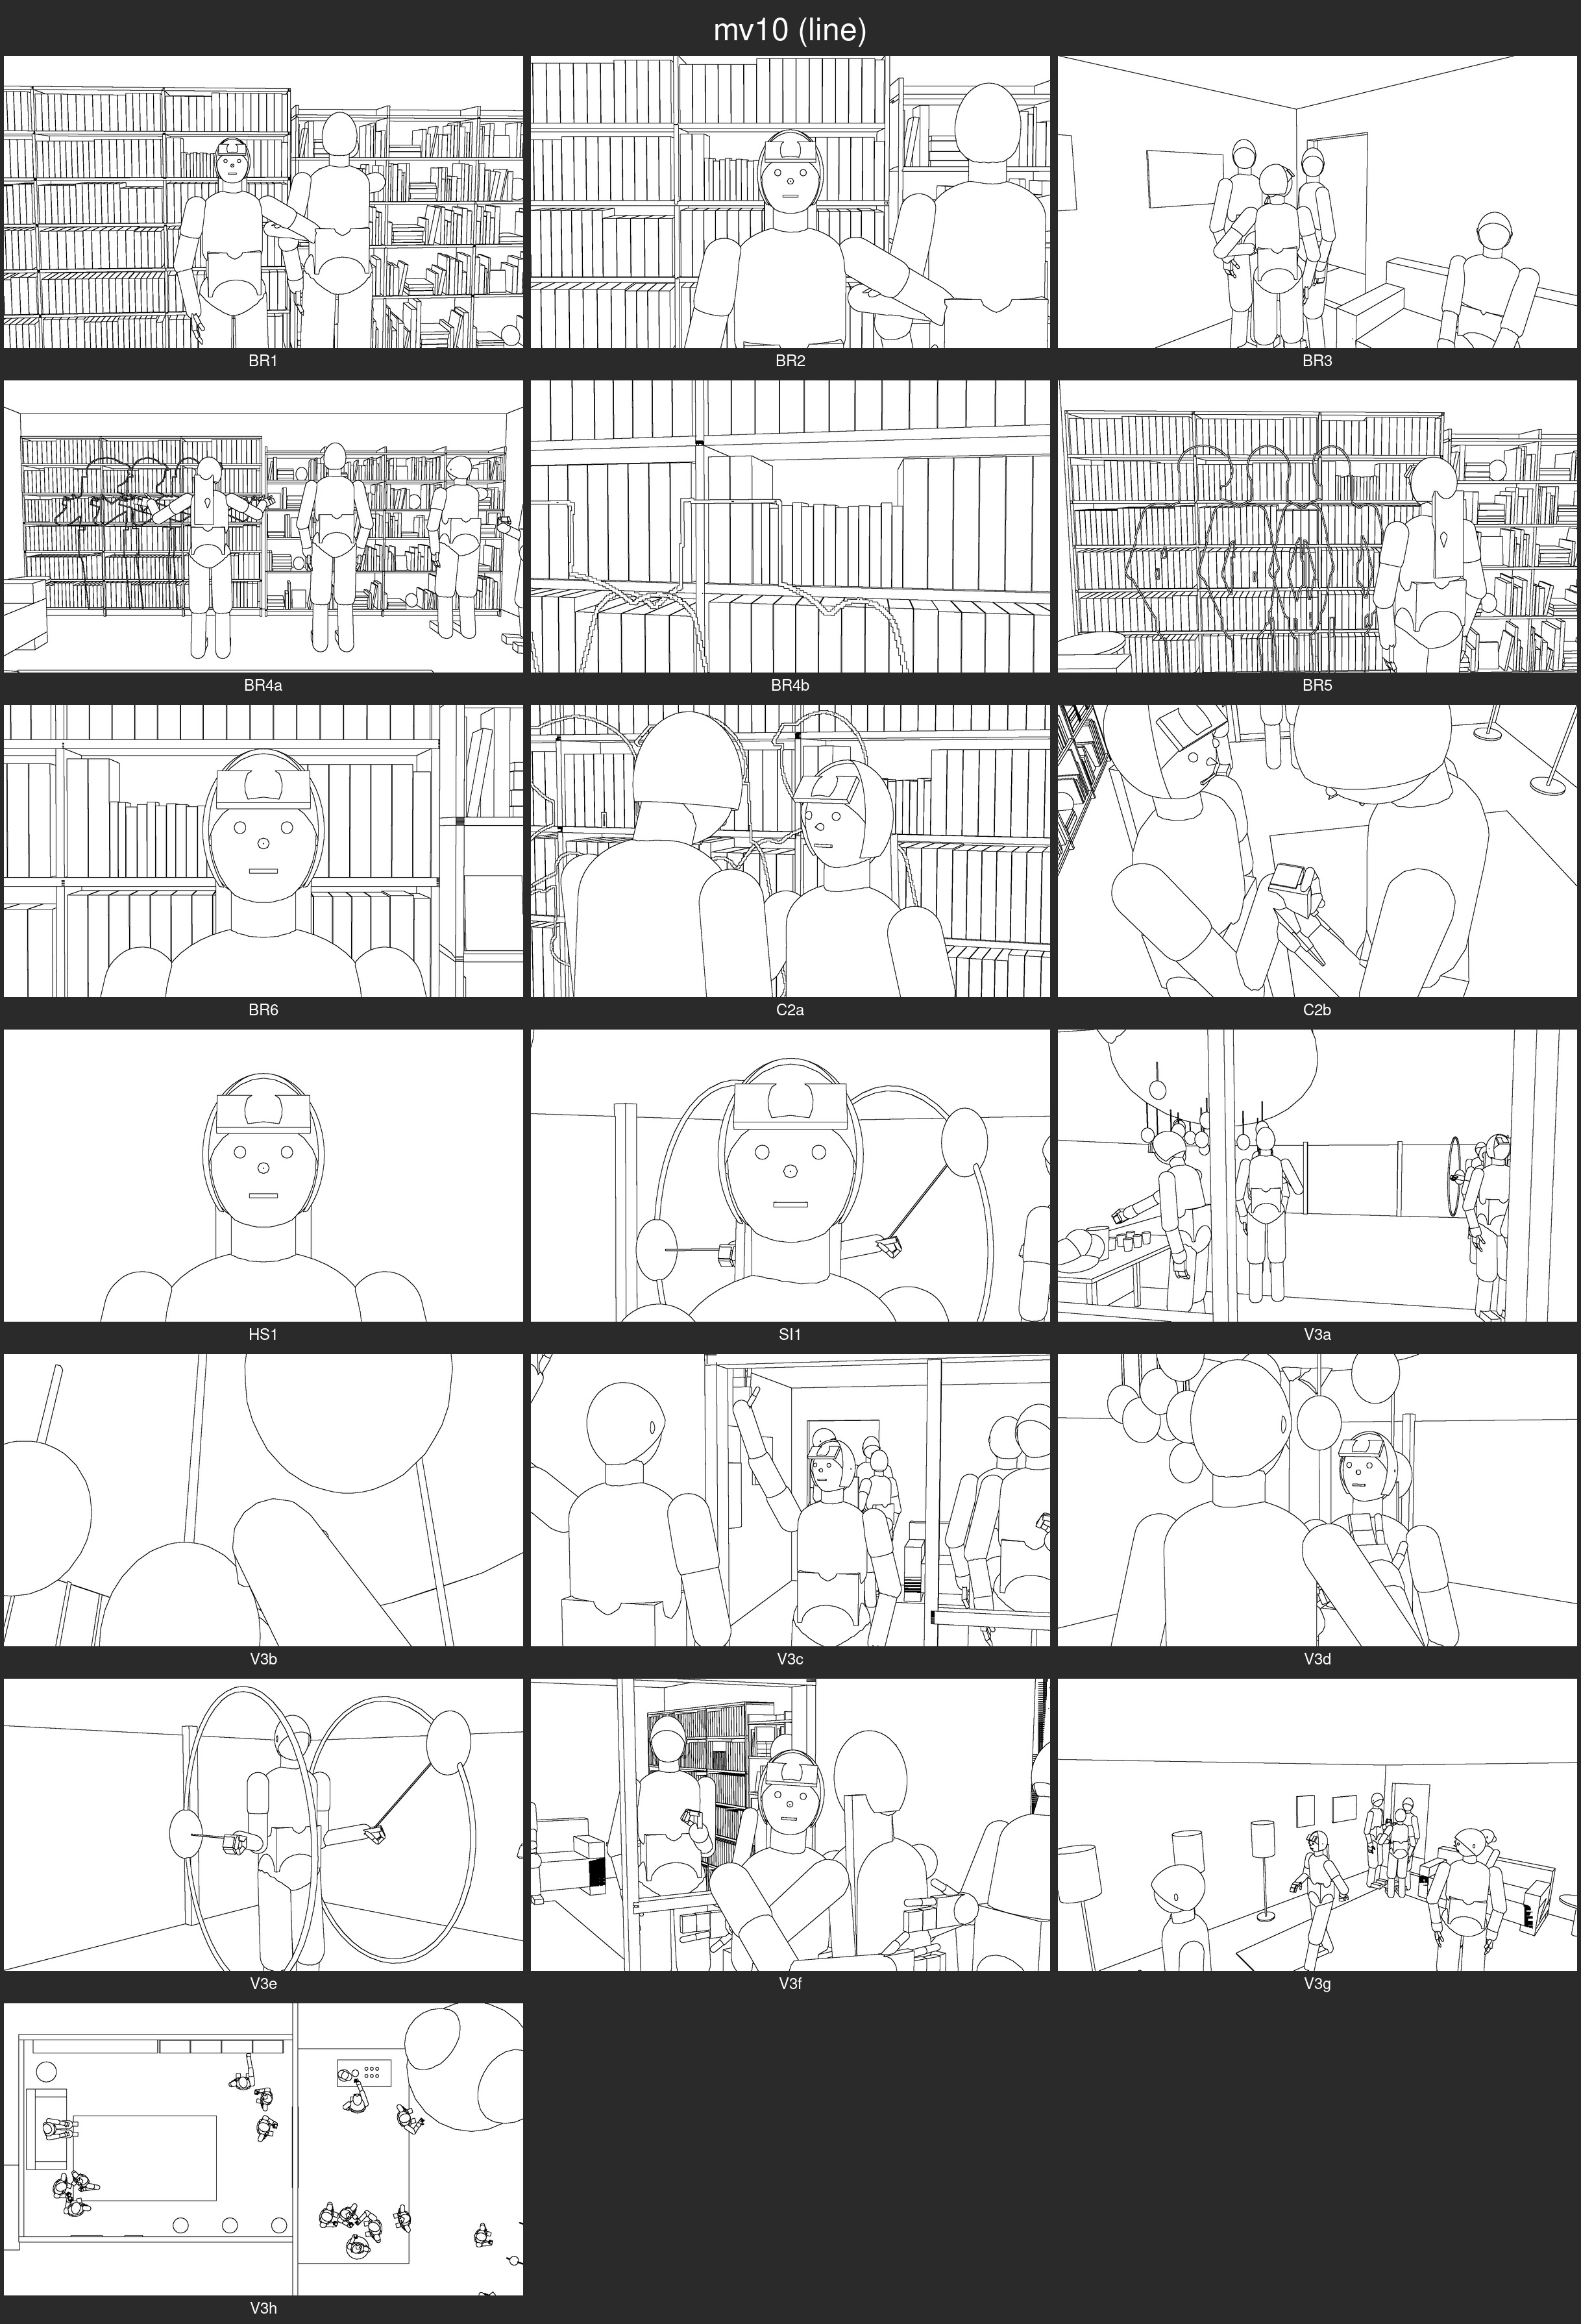 mv10 (line)
BR1
BR2
BR3
BR4a
BR4b
BR5
BR6
C2a
C2b
HS1
SI1
V3a
V3b
V3c
V3d
V3e
V3f
V3g
V3h